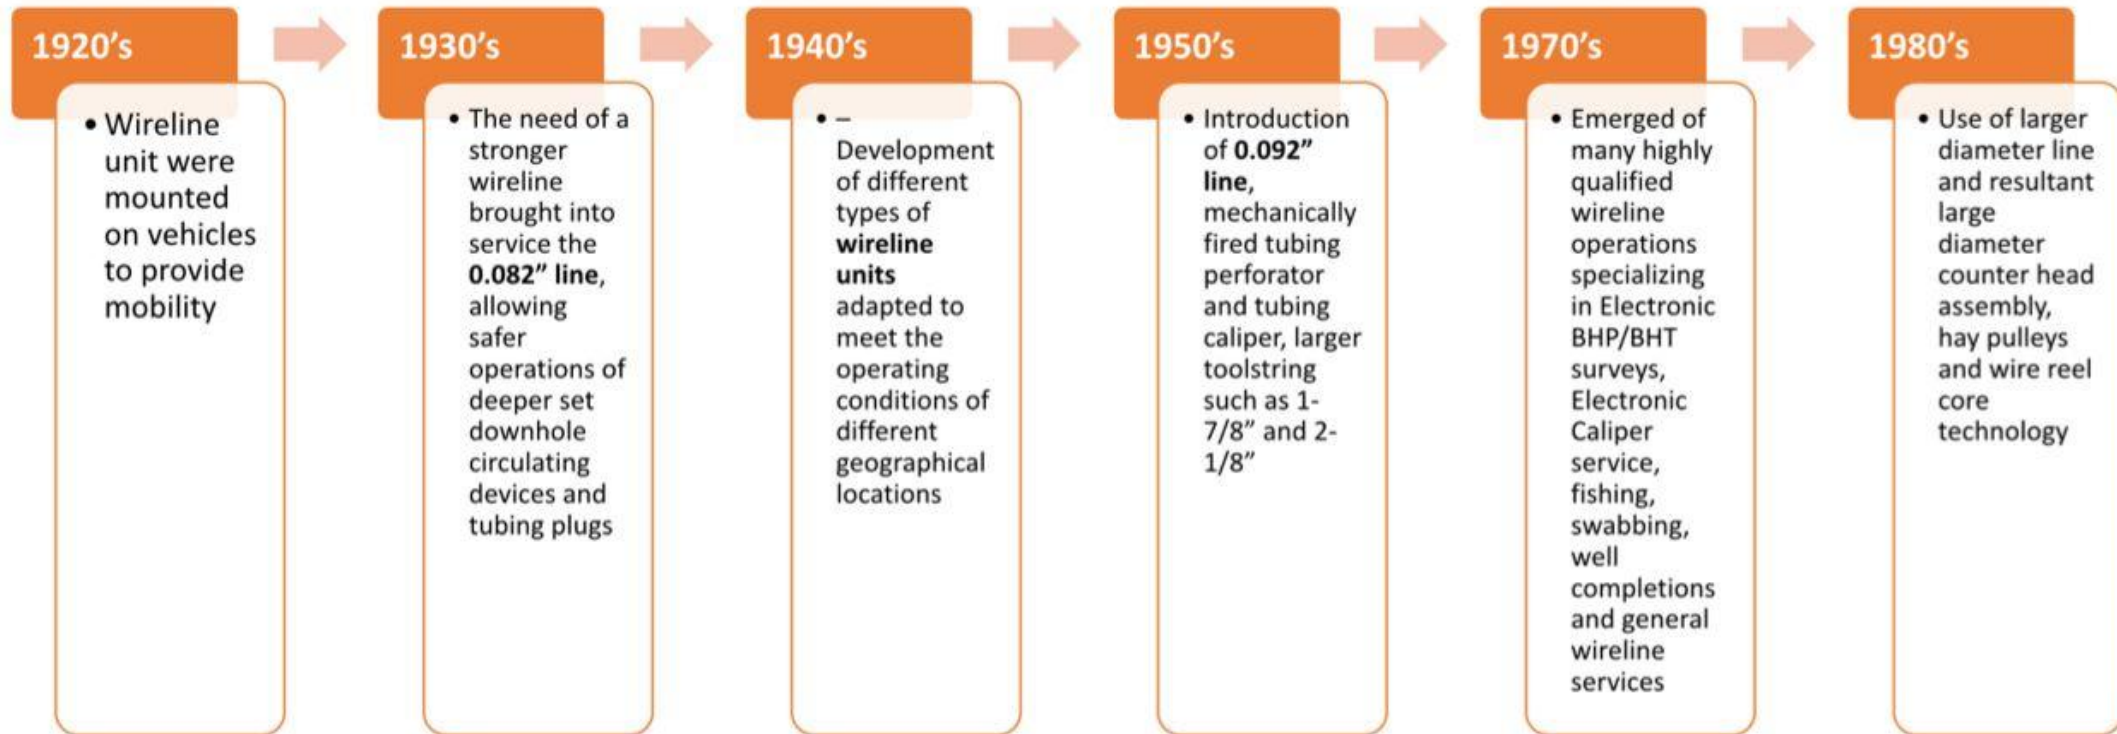 1920’s
• Wireline
unit were
mounted
on vehicles
to provide
mobility
1930’s
• The need of a
stronger
wireline
brought into
service the
0.082” line,
allowing
safer
operations of
deeper set
downhole
circulating
devices and
tubing plugs
1940’s
• –
Development
of different
types of
wireline
units
adapted to
meet the
operating
conditions of
different
geographical
locations
1950’s
• Introduction
of 0.092”
line,
mechanically
fired tubing
perforator
and tubing
caliper, larger
toolstring
such as 1-
7/8” and 2-
1/8”
1970’s
• Emerged of
many highly
qualified
wireline
operations
specializing
in Electronic
BHP/BHT
surveys,
Electronic
Caliper
service,
fishing,
swabbing,
well
completions
and general
wireline
services
1980’s
• Use of larger
diameter line
and resultant
large
diameter
counter head
assembly,
hay pulleys
and wire reel
core
technology